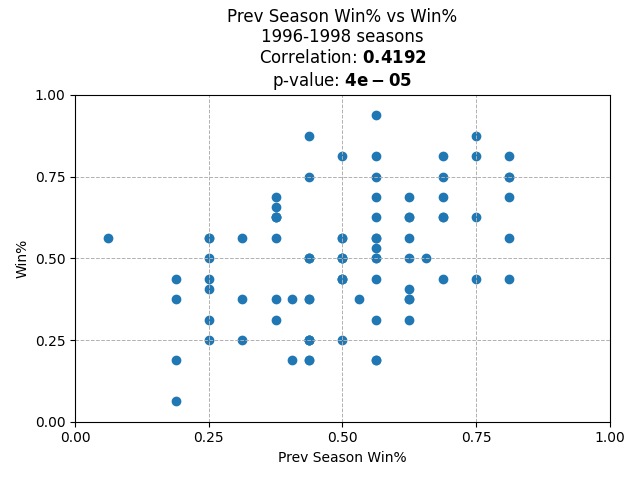 Prev Season Win% vs Win%
1996-1998 seasons
Correlation: 0.4192
p-value: 4e − 05
1.00
0.75
0.50
0.25
0.00
Win%
0.00 0.25 0.50 0.75 1.00
Prev Season Win%